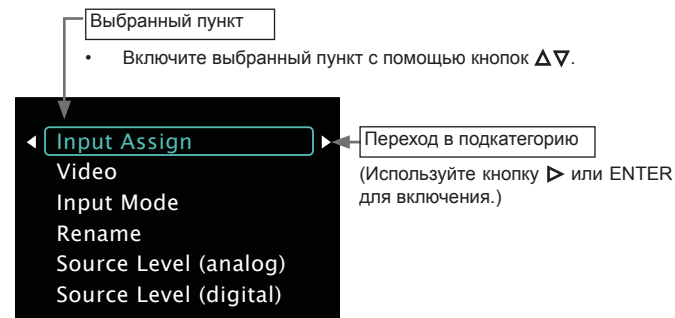 Выбранный пункт
• Включите выбранный пункт с помощью кнопок △▽.
Input Assign
Video
Input Mode
Rename
Source Level (analog)
Source Level (digital)
Переход в подкатегорию
(Используйте кнопку ▷ или ENTER
для включения.)